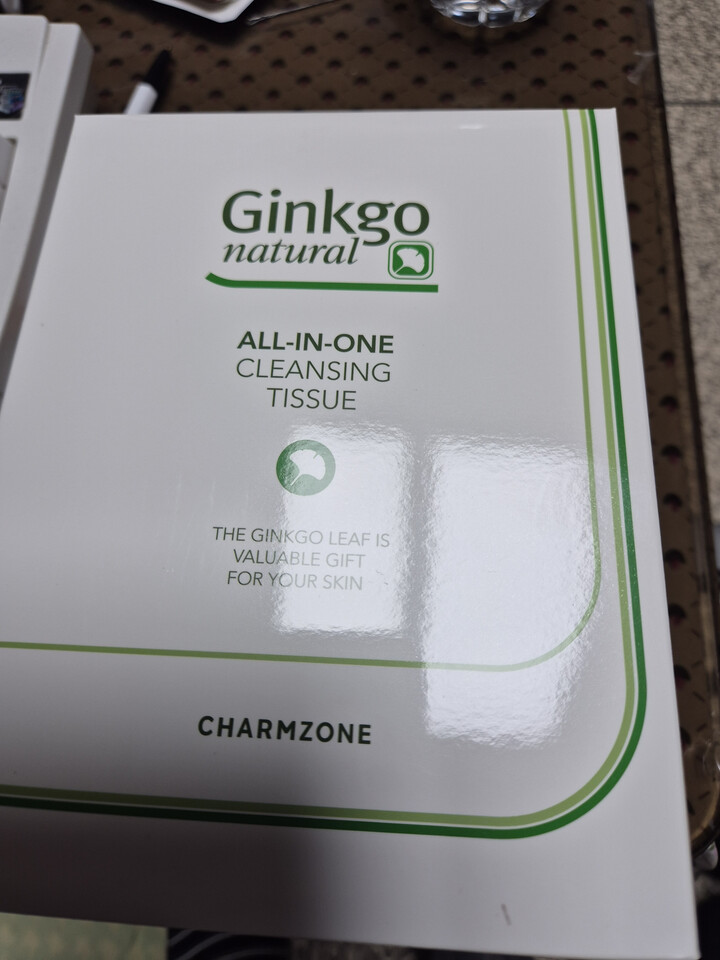 Ginkgo
natural
ALL-IN-ONE
CLEANSING
TISSUE
THE GINKGO LEAF IS
VALUABLE GIFT
FOR YOUR SKIN
CHARMZONE